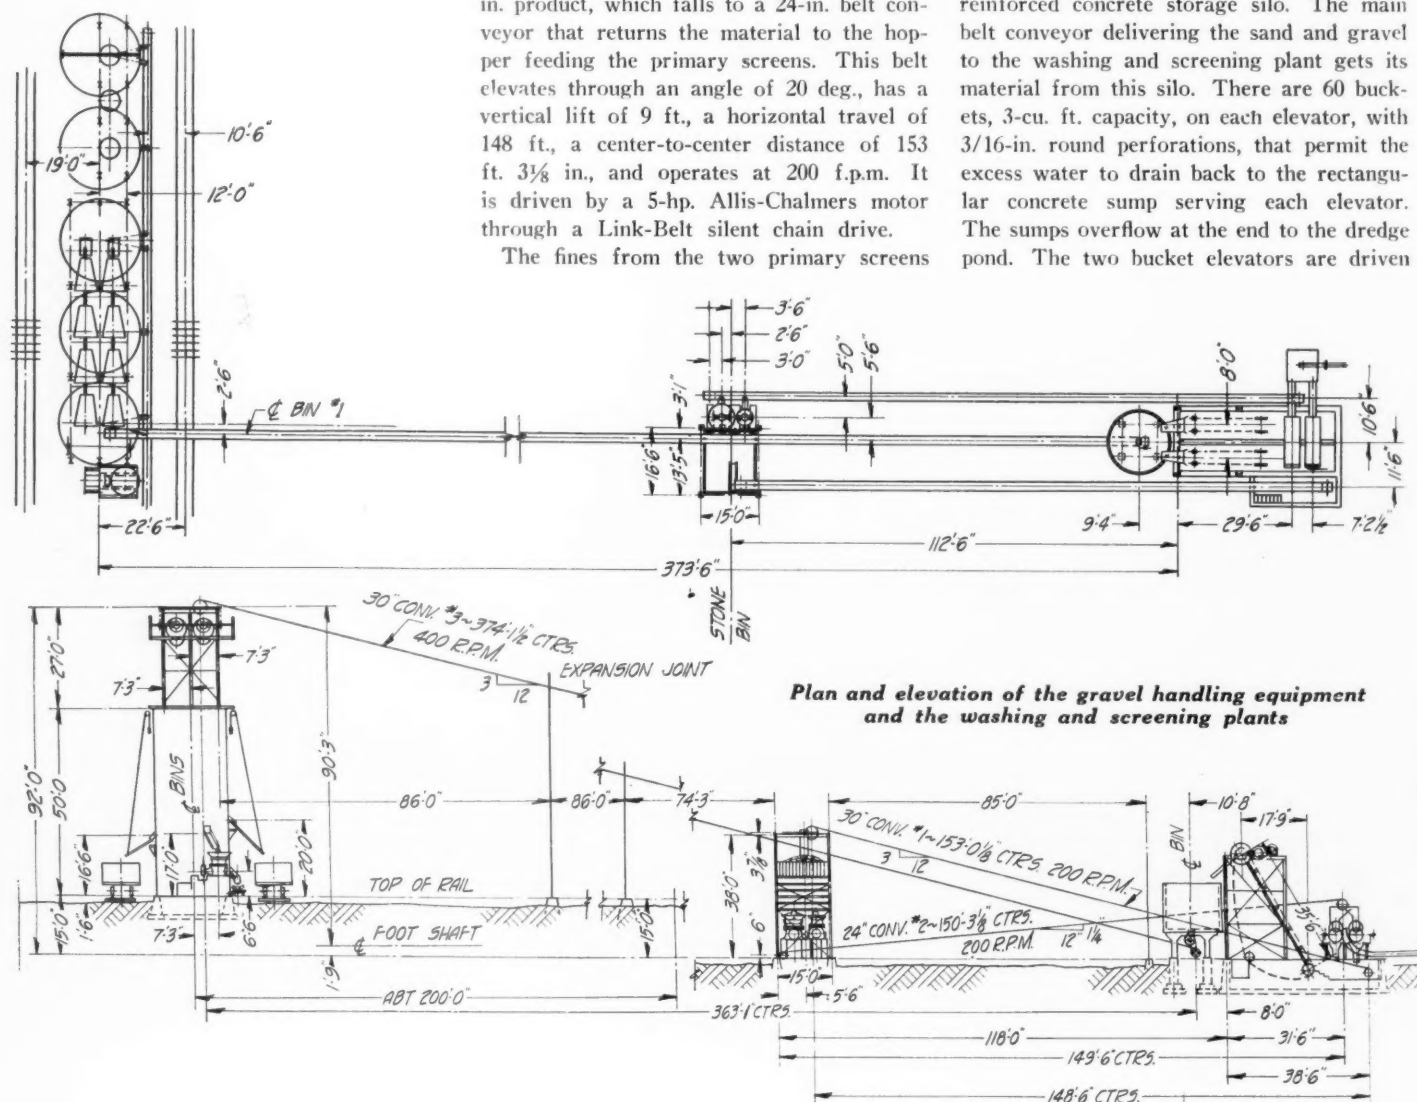 in. product, which falls to a 24-in. belt con-
veyor that returns the material to the hop-
per feeding the primary screens. This belt
elevates through an angle of 20 deg., has a
vertical lift of 9 ft., a horizontal travel of
148 ft., a center-to-center distance of 153
ft. 3⅛ in., and operates at 200 f.p.m. It
is driven by a 5-hp. Allis-Chalmers motor
through a Link-Belt silent chain drive.
The fines from the two primary screens
reinforced concrete storage silo. The main
belt conveyor delivering the sand and gravel
to the washing and screening plant gets its
material from this silo. There are 60 buck-
ets, 3-cu. ft. capacity, on each elevator, with
3/16-in. round perforations, that permit the
excess water to drain back to the rectangu-
lar concrete sump serving each elevator.
The sumps overflow at the end to the dredge
pond. The two bucket elevators are driven
10'-6"
19'-0"
12'-0"
2'-6"
℄ BIN #1
22'-6"
3'-6"
2'-6"
3'-0"
5'-0"
5'-6"
3'-1"
16'-6"
13'-5"
15'-0"
8'-0"
10'-6"
11'-6"
9'-4"
29'-6"
7'-2½"
112'-6"
373'-6"
STONE
BIN
Plan and elevation of the gravel handling equipment
and the washing and screening plants
30" CONV. #3~374'-1½" CTRS.
400 R.P.M.
3
12
EXPANSION JOINT
27'-0"
7'-3"
7'-3"
92'-0"
50'-0
℄ BINS
90'-3"
86'-0"
86'-0"
74'-3"
16'-6"
17'-0"
20'-0"
TOP OF RAIL
15'-0"
1'-6"
7'-3"
6'-6"
℄ FOOT SHAFT
1'-9"
15'-0"
ABT 200'-0"
363'-1" CTRS.
85'-0"
30" CONV. #1~153'-0⅛" CTRS. 200 R.P.M.
3
12
38'-0"
6'-6"
24" CONV. #2~150'-3⅛" CTRS.
200 R.P.M.
12" 1¼"
15'-0"
5'-6"
℄ BIN
10'-8"
17'-9"
35'-6"
8'-0"
118'-0"
31'-6"
149'-6" CTRS.
38'-6"
148'-6" CTRS.